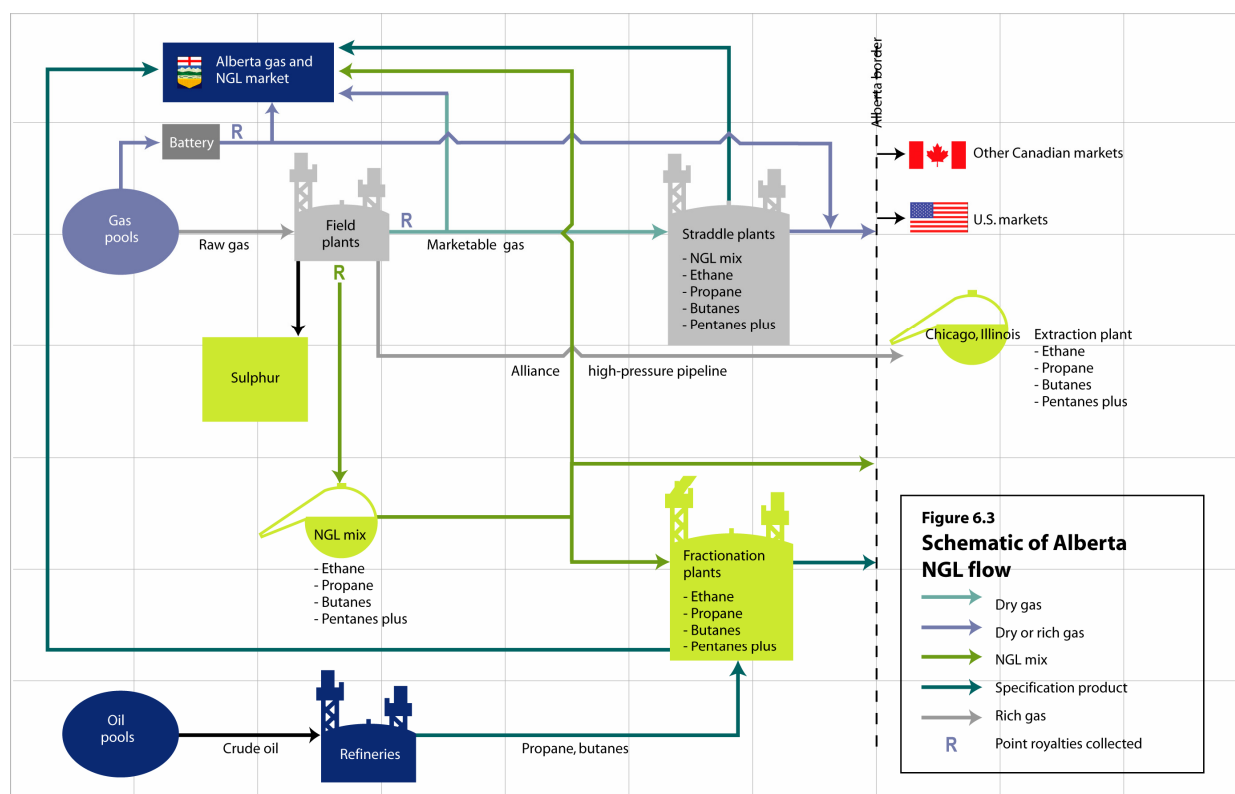 Alberta gas and
NGL market
Alberta border
Battery
R
Other Canadian markets
Gas
pools
Raw gas
Field
plants
R
Marketable gas
Straddle plants
- NGL mix
- Ethane
- Propane
- Butanes
- Pentanes plus
U.S. markets
R
Sulphur
Alliance high-pressure pipeline
Chicago, Illinois
Extraction plant
- Ethane
- Propane
- Butanes
- Pentanes plus
NGL mix
- Ethane
- Propane
- Butanes
- Pentanes plus
Fractionation
plants
- Ethane
- Propane
- Butanes
- Pentanes plus
Oil
pools
Crude oil
Refineries
Propane, butanes
Figure 6.3
Schematic of Alberta
NGL flow
Dry gas
Dry or rich gas
NGL mix
Specification product
Rich gas
R Point royalties collected